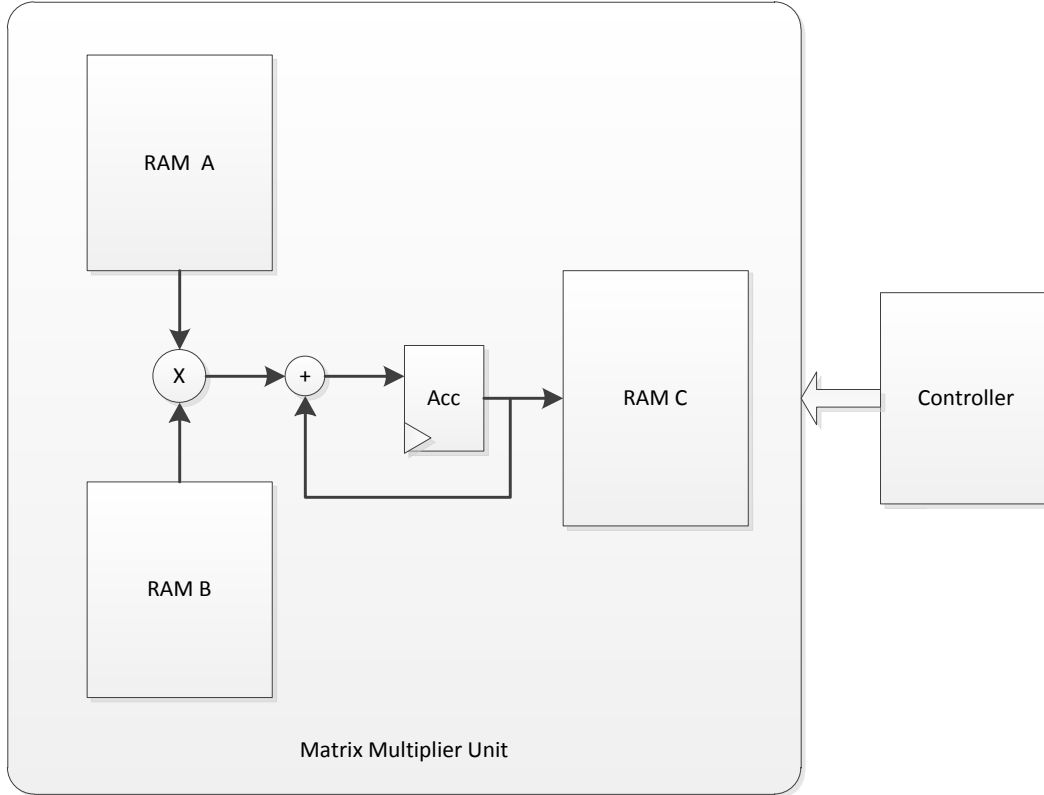 RAM A
X
+
Acc
RAM C
Controller
RAM B
Matrix Multiplier Unit